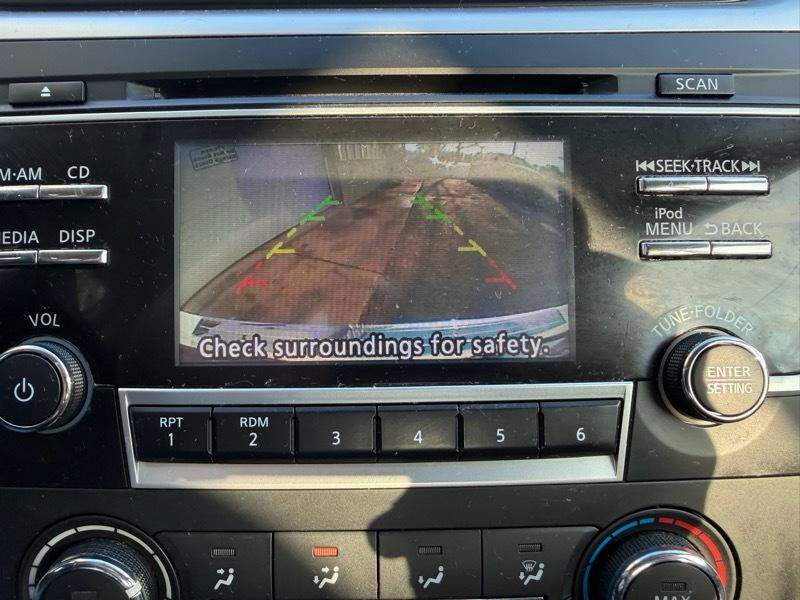 SCAN
M·AM CD
SEEK·TRACK
iPod
MENU BACK
EDIA DISP
VOL
TUNE·FOLDER
ENTER
SETTING
Check surroundings for safety.
RPT RDM
1 2 3 4 5 6
MAX